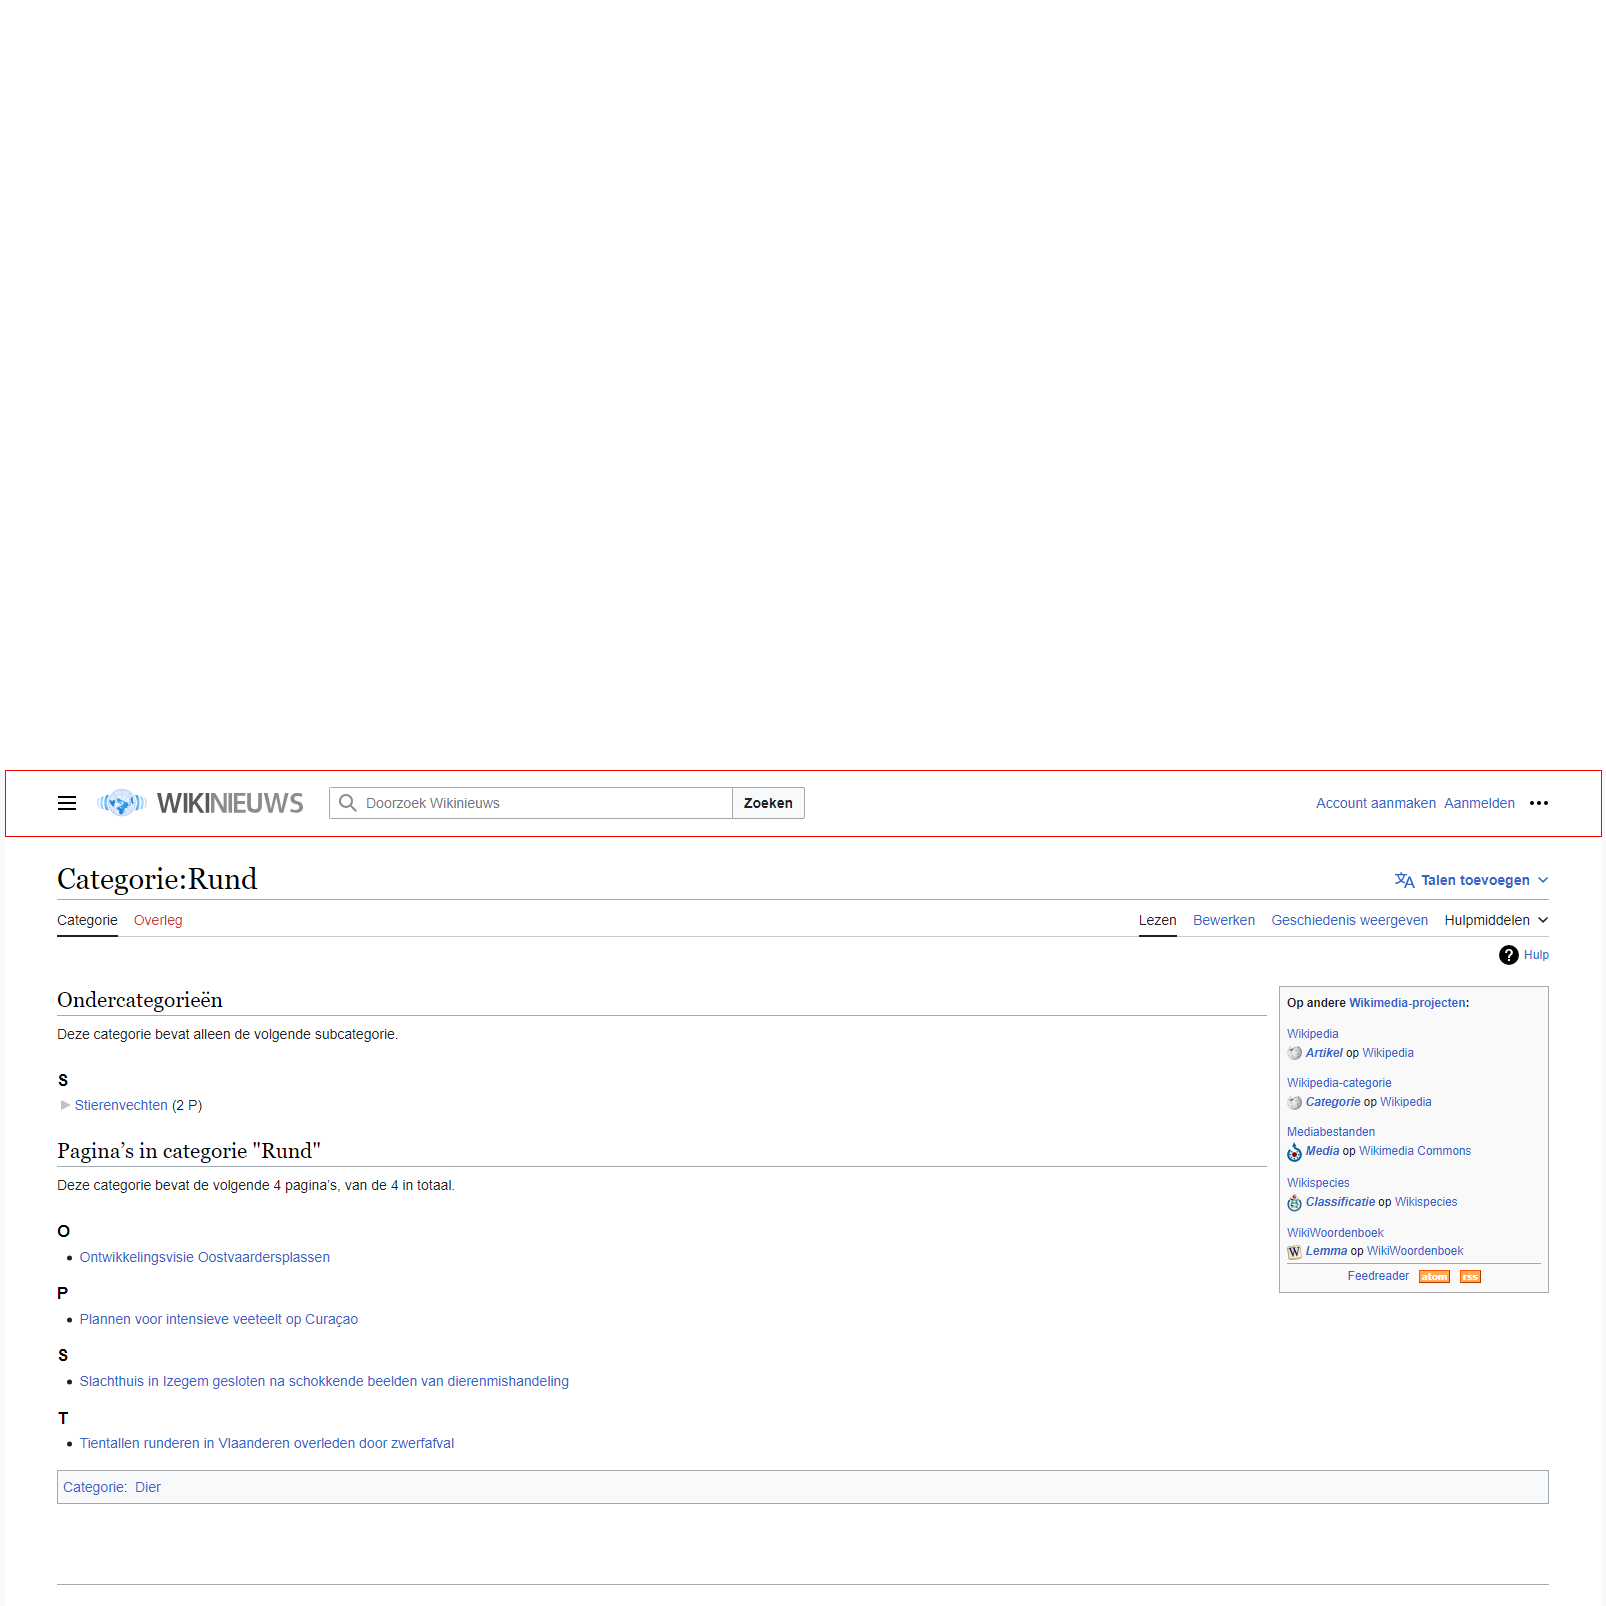 WIKINIEUWS Doorzoek Wikinieuws Zoeken Account aanmaken Aanmelden
Categorie:Rund
Talen toevoegen
Categorie Overleg Lezen Bewerken Geschiedenis weergeven Hulpmiddelen
? Hulp
Ondercategorieën
Deze categorie bevat alleen de volgende subcategorie.
S
Stierenvechten (2 P)
Pagina’s in categorie "Rund"
Deze categorie bevat de volgende 4 pagina’s, van de 4 in totaal.
O
Ontwikkelingsvisie Oostvaardersplassen
P
Plannen voor intensieve veeteelt op Curaçao
S
Slachthuis in Izegem gesloten na schokkende beelden van dierenmishandeling
T
Tientallen runderen in Vlaanderen overleden door zwerfafval
Op andere Wikimedia-projecten:
Wikipedia
Artikel op Wikipedia
Wikipedia-categorie
Categorie op Wikipedia
Mediabestanden
Media op Wikimedia Commons
Wikispecies
Classificatie op Wikispecies
WikiWoordenboek
W Lemma op WikiWoordenboek
Feedreader atom rss
Categorie: Dier